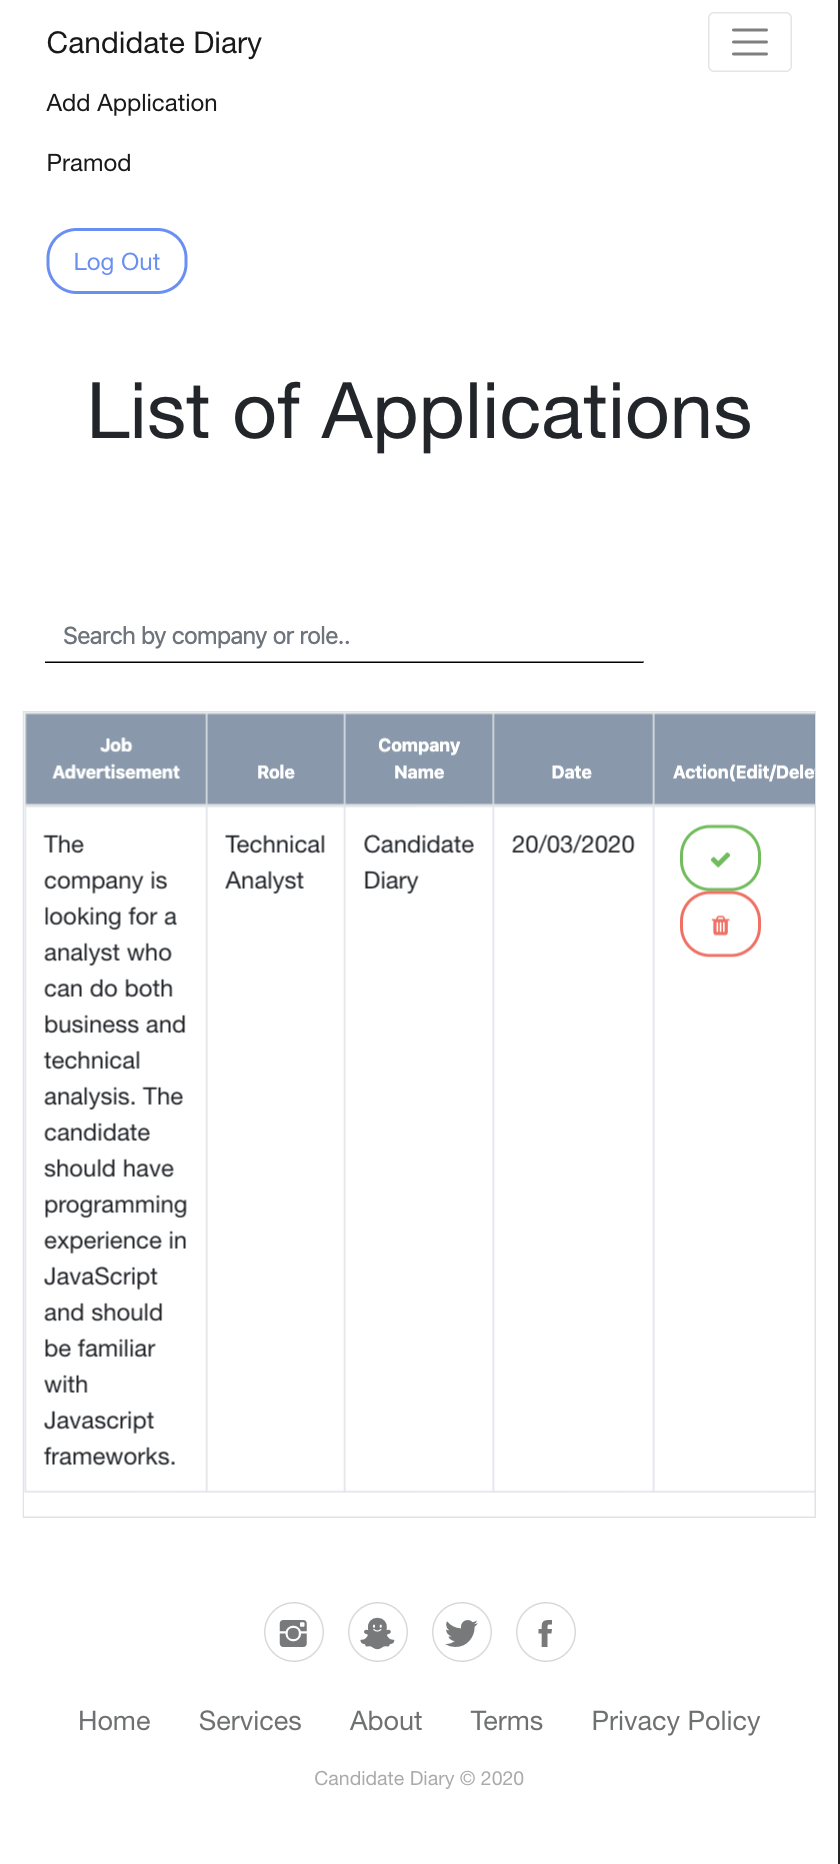 Candidate Diary
Add Application
Pramod
Log Out
List of Applications
Search by company or role..
Job
Advertisement
Role
Company
Name
Date
Action(Edit/Dele
The
company is
looking for a
analyst who
can do both
business and
technical
analysis. The
candidate
should have
programming
experience in
JavaScript
and should
be familiar
with
Javascript
frameworks.
Technical
Analyst
Candidate
Diary
20/03/2020
Home Services About Terms Privacy Policy
Candidate Diary © 2020